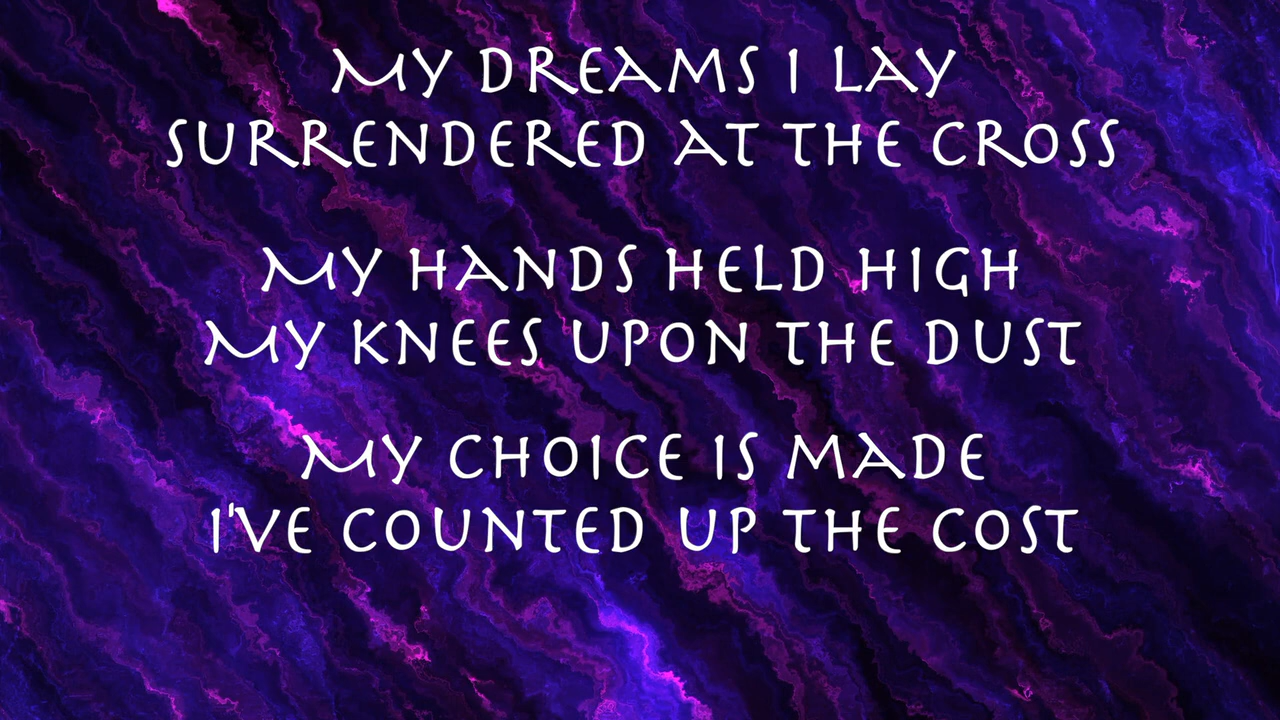 My dreams I lay
surrendered at the cross
My hands held high
My knees upon the dust
My choice is made
I've counted up the cost